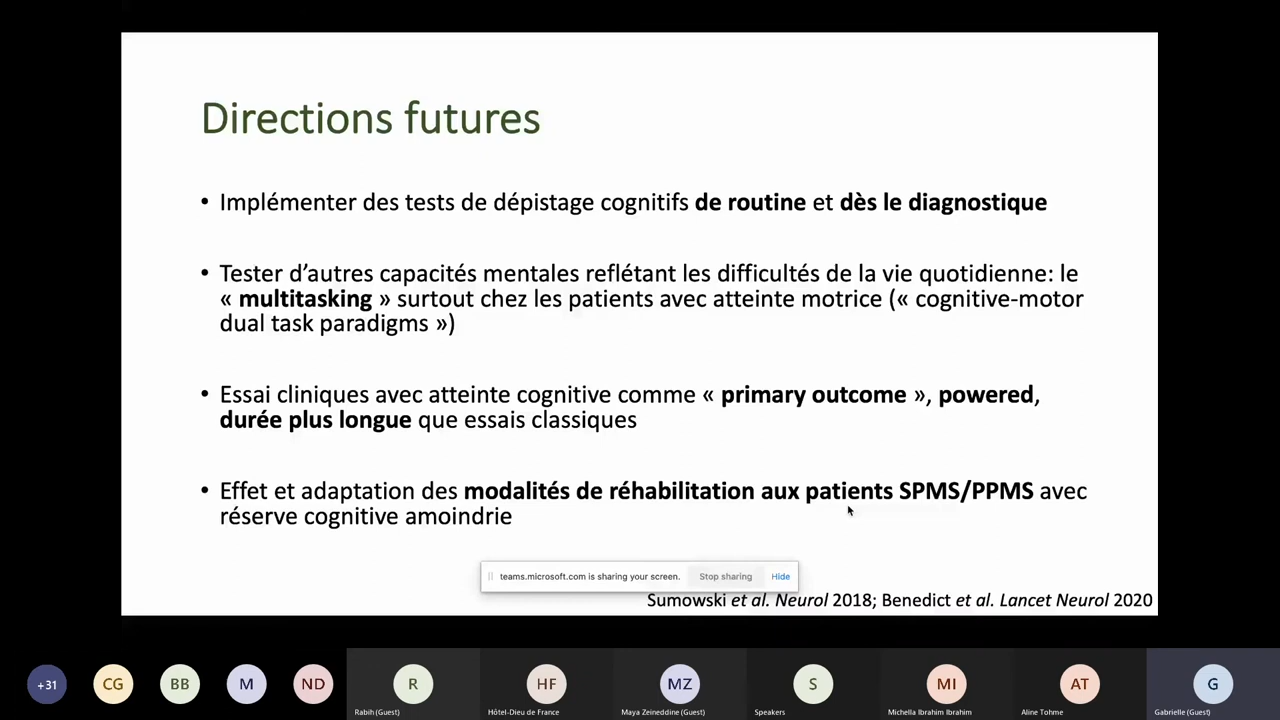 Directions futures
• Implémenter des tests de dépistage cognitifs de routine et dès le diagnostique
• Tester d’autres capacités mentales reflétant les difficultés de la vie quotidienne: le
« multitasking » surtout chez les patients avec atteinte motrice (« cognitive-motor
dual task paradigms »)
• Essai cliniques avec atteinte cognitive comme « primary outcome », powered,
durée plus longue que essais classiques
• Effet et adaptation des modalités de réhabilitation aux patients SPMS/PPMS avec
réserve cognitive amoindrie
teams.microsoft.com is sharing your screen. Stop sharing Hide
Sumowski et al. Neurol 2018; Benedict et al. Lancet Neurol 2020
+31 CG BB M ND R HF MZ S MI AT G
Rabih (Guest) Hôtel-Dieu de France Maya Zeineddine (Guest) Speakers Michella Ibrahim Ibrahim Aline Tohme Gabrielle (Guest)